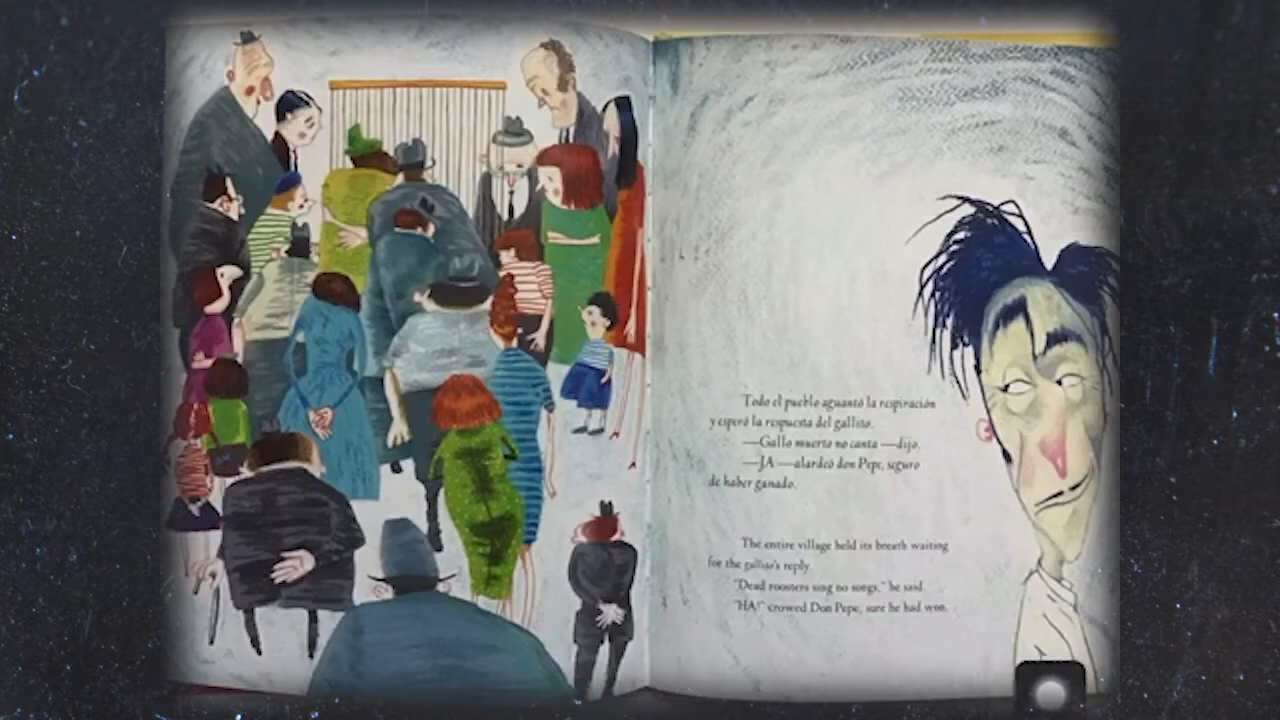 Todo el pueblo aguantó la respiración
y esperó la respuesta del gallito.
—Gallo muerto no canta —dijo.
—JA —alardeó don Pepe, seguro
de haber ganado.
The entire village held its breath waiting
for the gallito's reply.
"Dead roosters sing no songs," he said.
"HA!" crowed Don Pepe, sure he had won.